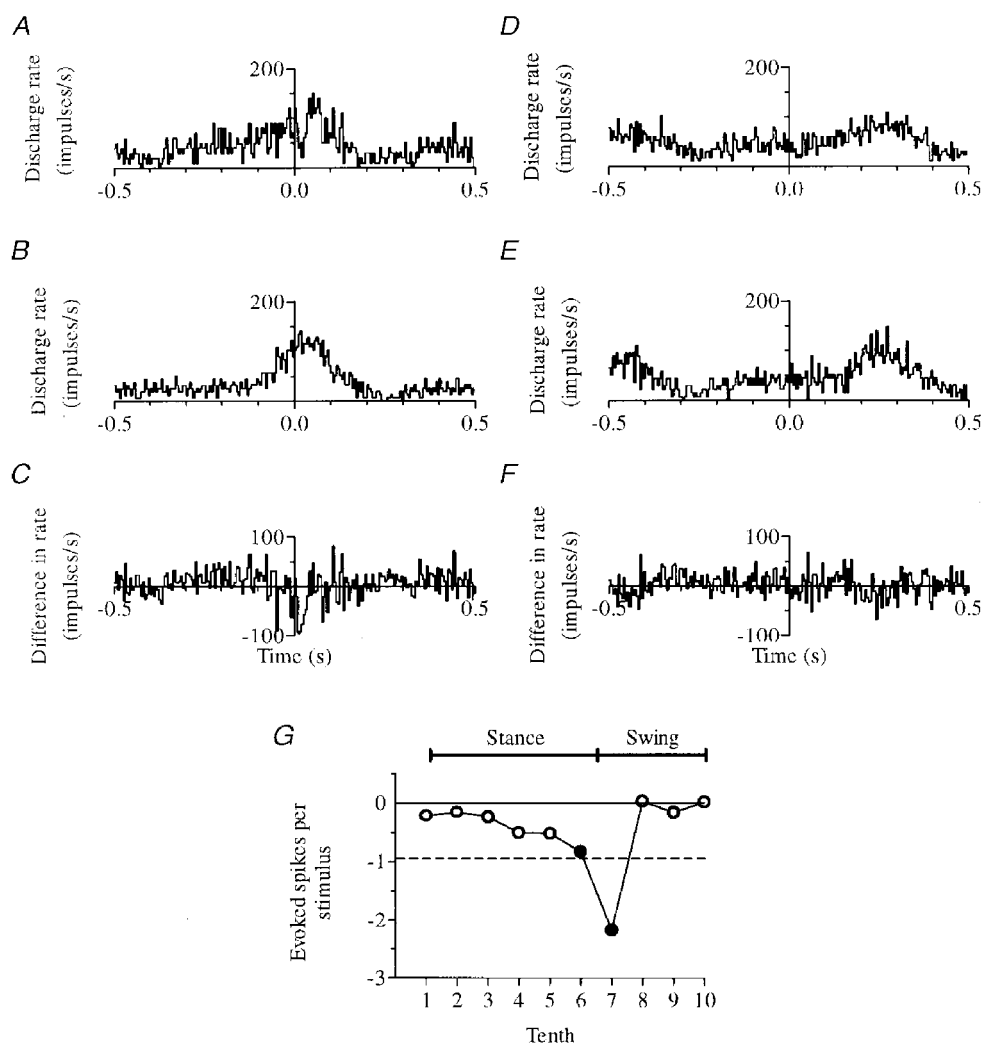 A
Discharge rate
(impulses/s)
200
-0.5
0.0
0.5
B
Discharge rate
(impulses/s)
200
-0.5
0.0
0.5
C
Difference in rate
(impulses/s)
100
-0.5
0.5
-100
Time (s)
D
Discharge rate
(impulses/s)
200
-0.5
0.0
0.5
E
Discharge rate
(impulses/s)
200
-0.5
0.0
0.5
F
Difference in rate
(impulses/s)
100
-0.5
0.5
-100
Time (s)
G
Stance
Swing
Evoked spikes per
stimulus
0
-1
-2
-3
1 2 3 4 5 6 7 8 9 10
Tenth